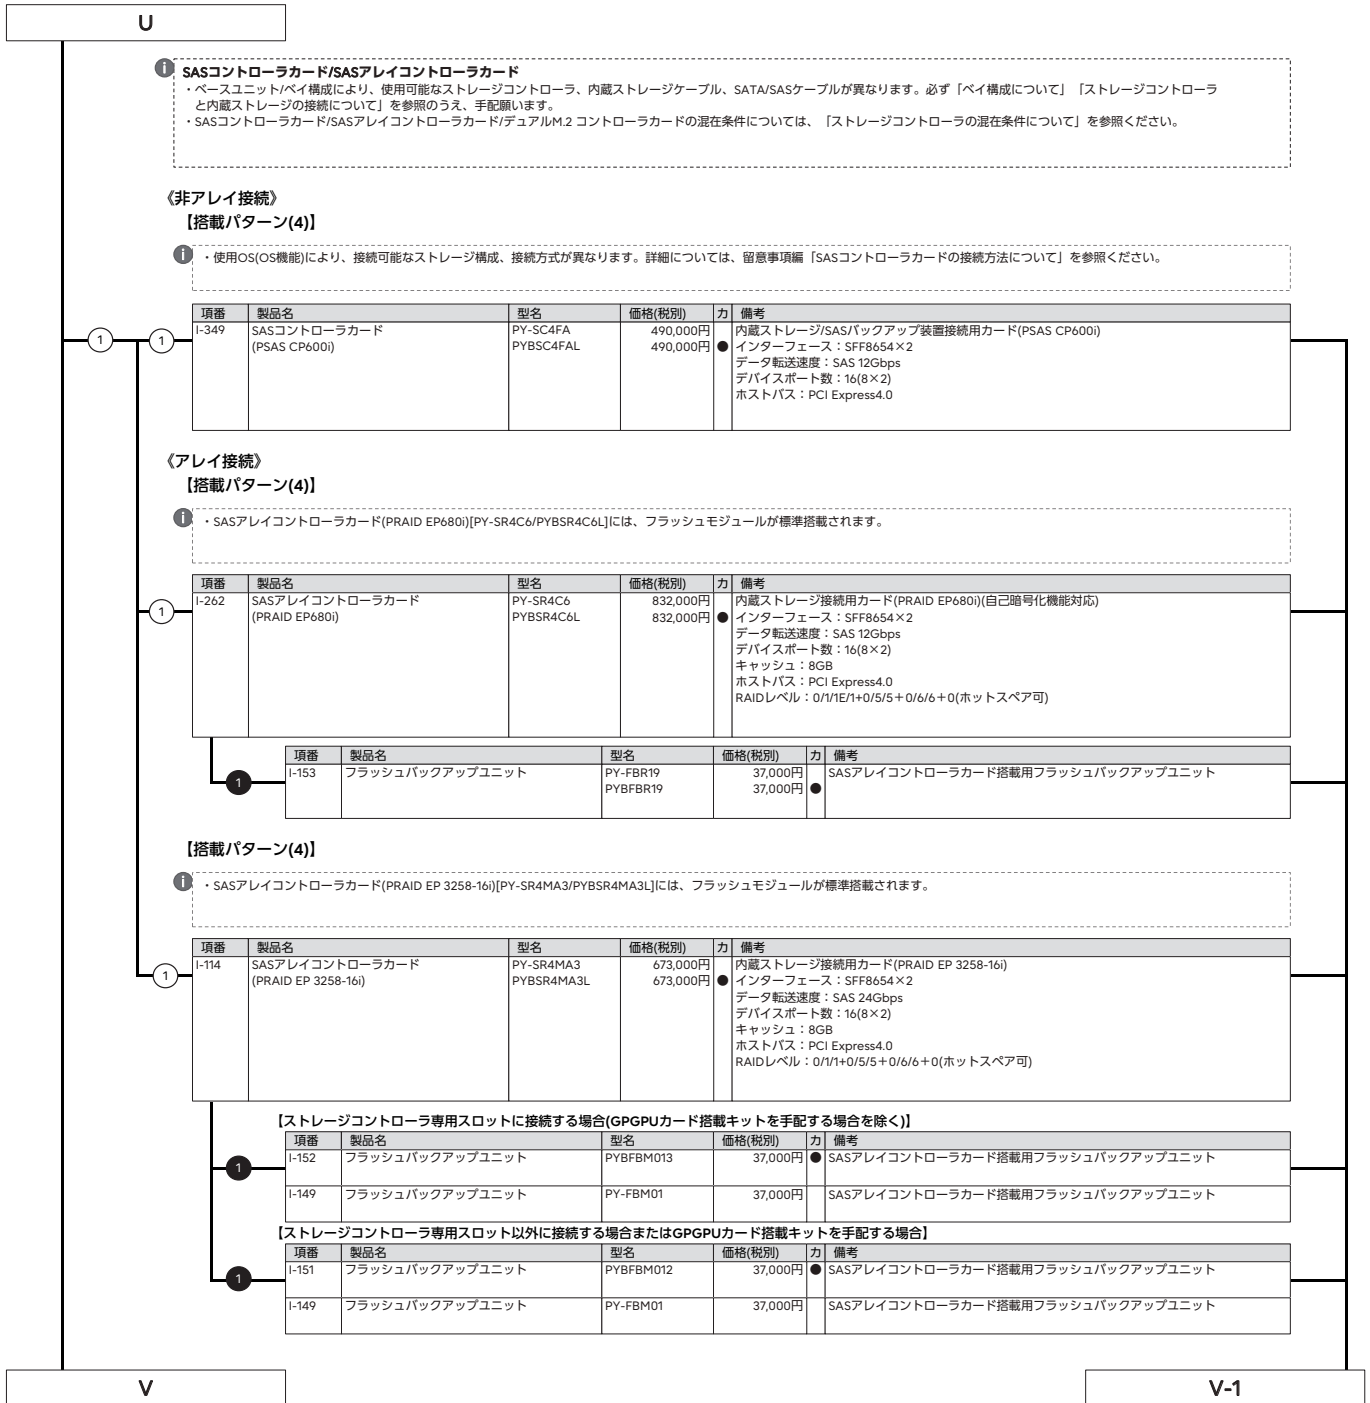 U
SASコントローラカード/SASアレイコントローラカード
・ベースユニット/ベイ構成により、使用可能なストレージコントローラ、内蔵ストレージケーブル、SATA/SASケーブルが異なります。必ず「ベイ構成について」「ストレージコントローラ
と内蔵ストレージの接続について」を参照のうえ、手配願います。
・SASコントローラカード/SASアレイコントローラカード/デュアルM.2 コントローラカードの混在条件については、「ストレージコントローラの混在条件について」を参照ください。
《非アレイ接続》
【搭載パターン(4)】
・使用OS(OS機能)により、接続可能なストレージ構成、接続方式が異なります。詳細については、留意事項編「SASコントローラカードの接続方法について」を参照ください。
項番 製品名 型名 価格(税別) カ 備考
1 1 I-349 SASコントローラカード PY-SC4FA 490,000円 内蔵ストレージ/SASバックアップ装置接続用カード(PSAS CP600i)
(PSAS CP600i) PYBSC4FAL 490,000円 ● インターフェース：SFF8654×2
データ転送速度：SAS 12Gbps
デバイスポート数：16(8×2)
ホストバス：PCI Express4.0
《アレイ接続》
【搭載パターン(4)】
・SASアレイコントローラカード(PRAID EP680i)[PY-SR4C6/PYBSR4C6L]には、フラッシュモジュールが標準搭載されます。
項番 製品名 型名 価格(税別) カ 備考
1 I-262 SASアレイコントローラカード PY-SR4C6 832,000円 内蔵ストレージ接続用カード(PRAID EP680i)(自己暗号化機能対応)
(PRAID EP680i) PYBSR4C6L 832,000円 ● インターフェース：SFF8654×2
データ転送速度：SAS 12Gbps
デバイスポート数：16(8×2)
キャッシュ：8GB
ホストバス：PCI Express4.0
RAIDレベル：0/1/1E/1+0/5/5＋0/6/6＋0(ホットスペア可)
項番 製品名 型名 価格(税別) カ 備考
1 I-153 フラッシュバックアップユニット PY-FBR19 37,000円 SASアレイコントローラカード搭載用フラッシュバックアップユニット
PYBFBR19 37,000円 ●
【搭載パターン(4)】
・SASアレイコントローラカード(PRAID EP 3258-16i)[PY-SR4MA3/PYBSR4MA3L]には、フラッシュモジュールが標準搭載されます。
項番 製品名 型名 価格(税別) カ 備考
1 I-114 SASアレイコントローラカード PY-SR4MA3 673,000円 内蔵ストレージ接続用カード(PRAID EP 3258-16i)
(PRAID EP 3258-16i) PYBSR4MA3L 673,000円 ● インターフェース：SFF8654×2
データ転送速度：SAS 24Gbps
デバイスポート数：16(8×2)
キャッシュ：8GB
ホストバス：PCI Express4.0
RAIDレベル：0/1/1+0/5/5＋0/6/6＋0(ホットスペア可)
【ストレージコントローラ専用スロットに接続する場合(GPGPUカード搭載キットを手配する場合を除く)】
項番 製品名 型名 価格(税別) カ 備考
1 I-152 フラッシュバックアップユニット PYBFBM013 37,000円 ● SASアレイコントローラカード搭載用フラッシュバックアップユニット
I-149 フラッシュバックアップユニット PY-FBM01 37,000円 SASアレイコントローラカード搭載用フラッシュバックアップユニット
【ストレージコントローラ専用スロット以外に接続する場合またはGPGPUカード搭載キットを手配する場合】
項番 製品名 型名 価格(税別) カ 備考
1 I-151 フラッシュバックアップユニット PYBFBM012 37,000円 ● SASアレイコントローラカード搭載用フラッシュバックアップユニット
I-149 フラッシュバックアップユニット PY-FBM01 37,000円 SASアレイコントローラカード搭載用フラッシュバックアップユニット
V V-1